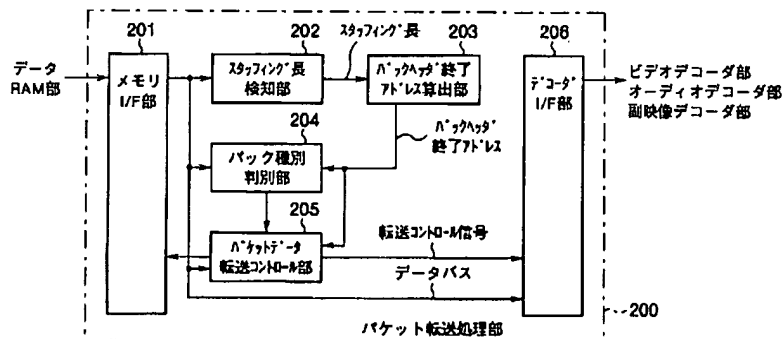 201
202
スタッフィング長
203
206
データ
RAM部
メモリ
I/F部
スタッフィング長
検知部
パックヘッダ終了
アドレス算出部
デコーダ
I/F部
ビデオデコーダ部
オーディオデコーダ部
副映像デコーダ部
204
パックヘッダ
終了アドレス
パック種別
判別部
205
パケットデータ
転送コントロール部
転送コントロール信号
データバス
200
パケット転送処理部